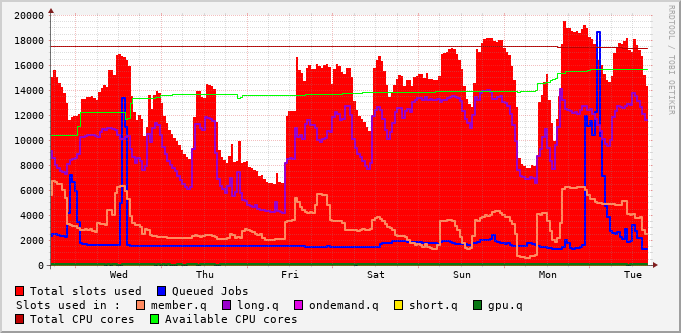 20000
18000
16000
14000
12000
10000
8000
6000
4000
2000
0
Wed Thu Fri Sat Sun Mon Tue
RRDTOOL / TOBI OETIKER
Total slots used Queued Jobs
Slots used in : member.q long.q ondemand.q short.q gpu.q
Total CPU cores Available CPU cores